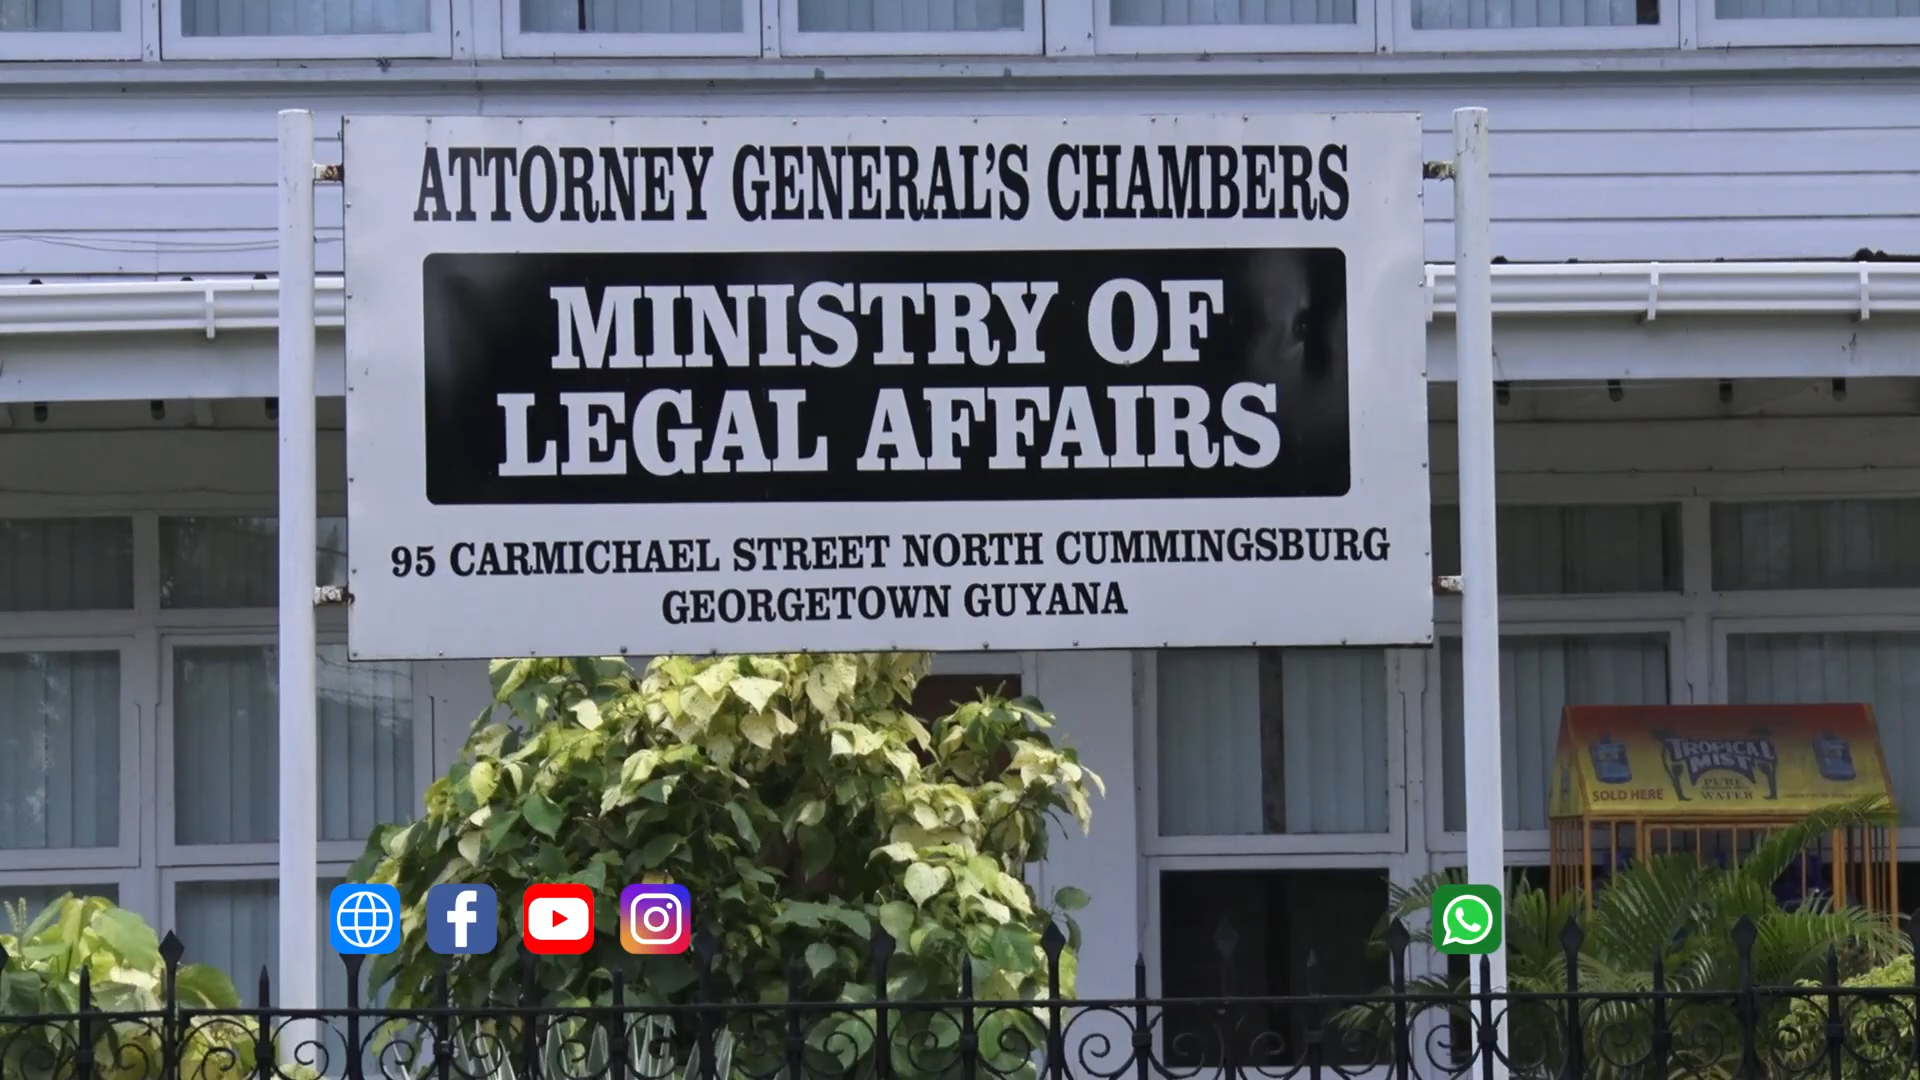 ATTORNEY GENERAL'S CHAMBERS
MINISTRY OF
LEGAL AFFAIRS
95 CARMICHAEL STREET NORTH CUMMINGSBURG
GEORGETOWN GUYANA
TROPICAL
MIST
PURE
WATER
SOLD HERE